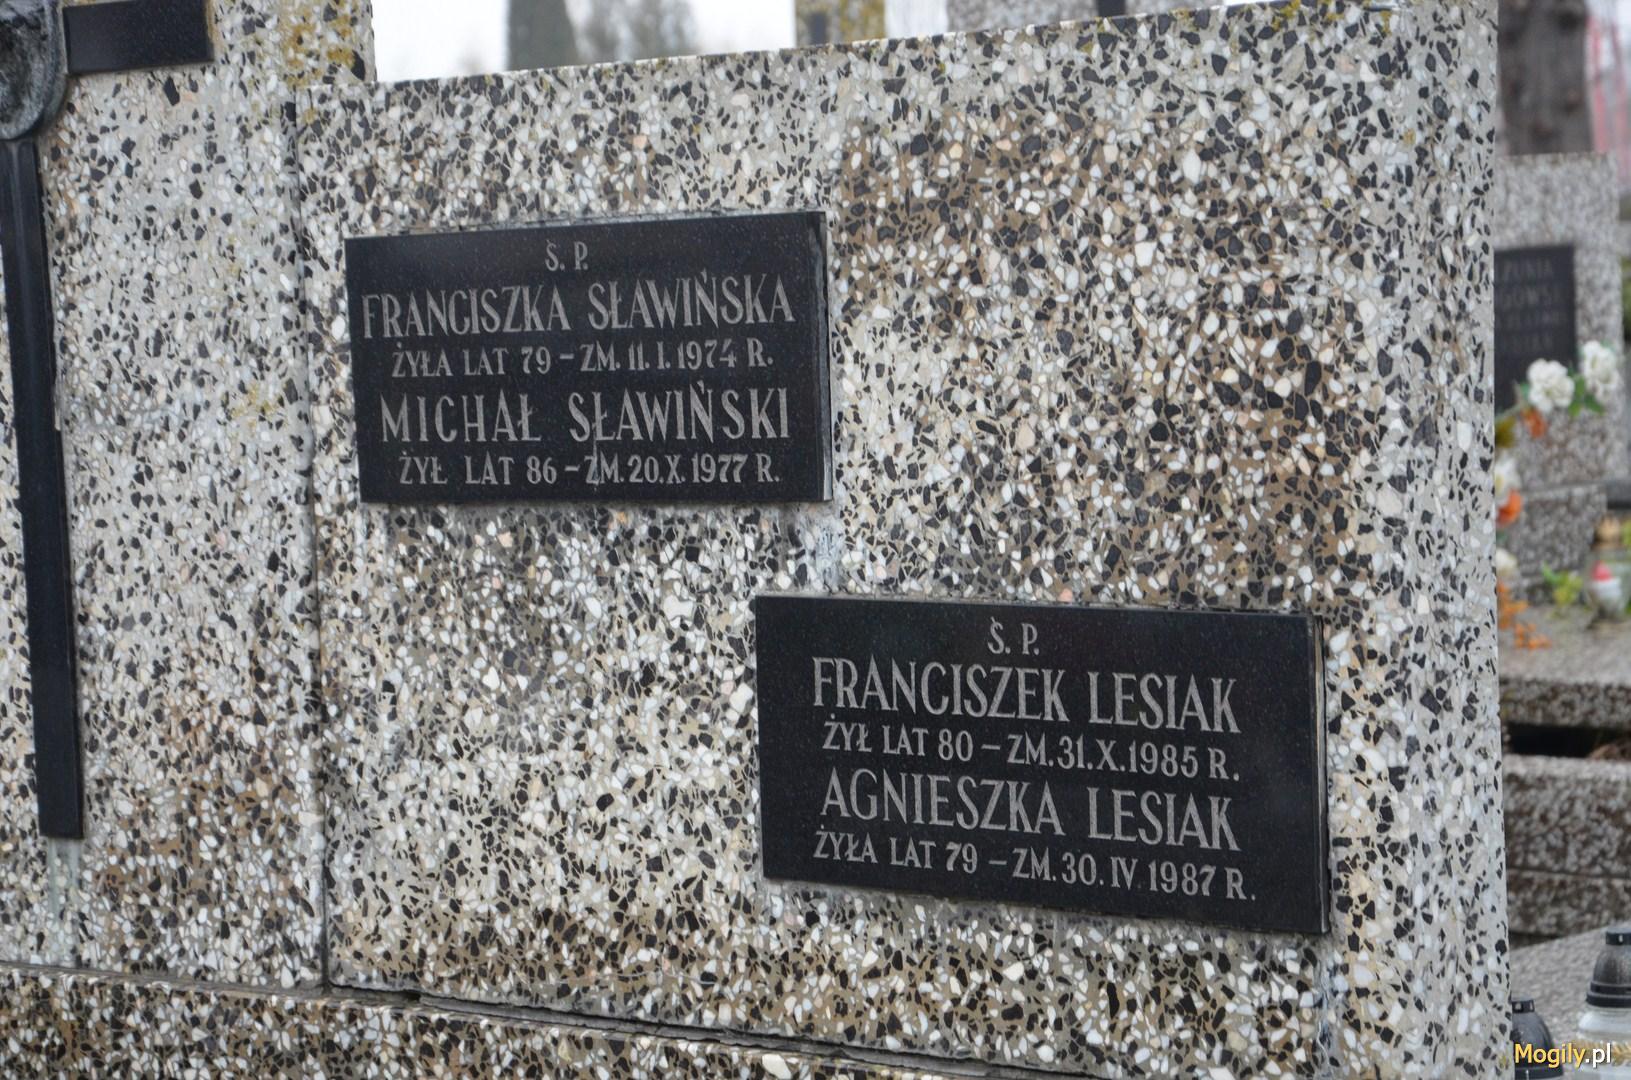 Ś. P.
FRANCISZKA SŁAWIŃSKA
ŻYŁA LAT 79 – ZM. 11. I. 1974 R.
MICHAŁ SŁAWIŃSKI
ŻYŁ LAT 86 – ZM. 20. X. 1977 R.
Ś. P.
FRANCISZEK LESIAK
ŻYŁ LAT 80 – ZM. 31. X. 1985 R.
AGNIESZKA LESIAK
ŻYŁA LAT 79 – ZM. 30. IV 1987 R.
Mogily.pl